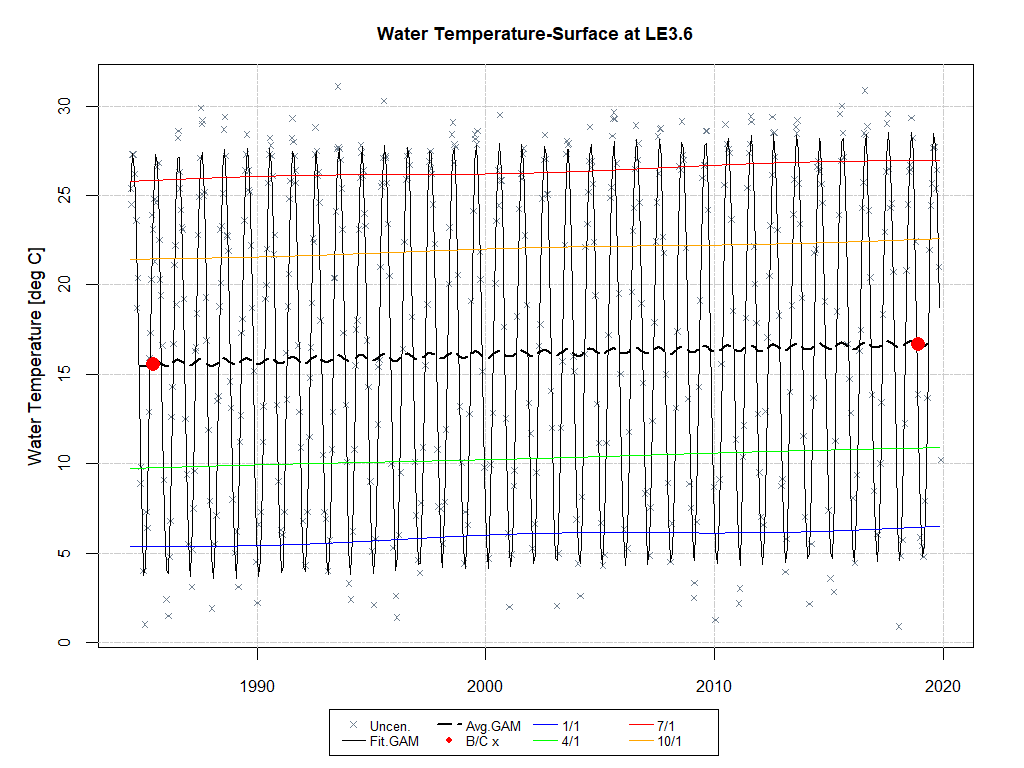 Water Temperature-Surface at LE3.6
Water Temperature [deg C]
30
25
20
15
10
5
0
1990 2000 2010 2020
Uncen. Avg.GAM 1/1 7/1
Fit.GAM B/C x 4/1 10/1